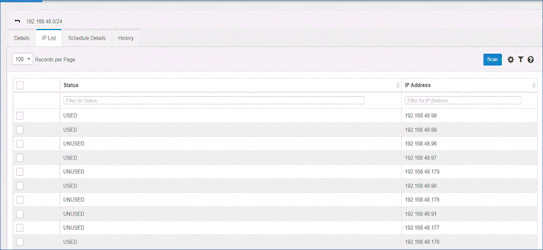 192.168.48.0/24
Details IP List Schedule Details History
100 Records per Page Scan
Status IP Address
Filter for Status Filter for IP Address
USED 192.168.48.98
USED 192.168.48.99
UNUSED 192.168.48.96
USED 192.168.48.97
UNUSED 192.168.48.179
USED 192.168.48.90
UNUSED 192.168.48.178
UNUSED 192.168.48.91
UNUSED 192.168.48.177
USED 192.168.48.176